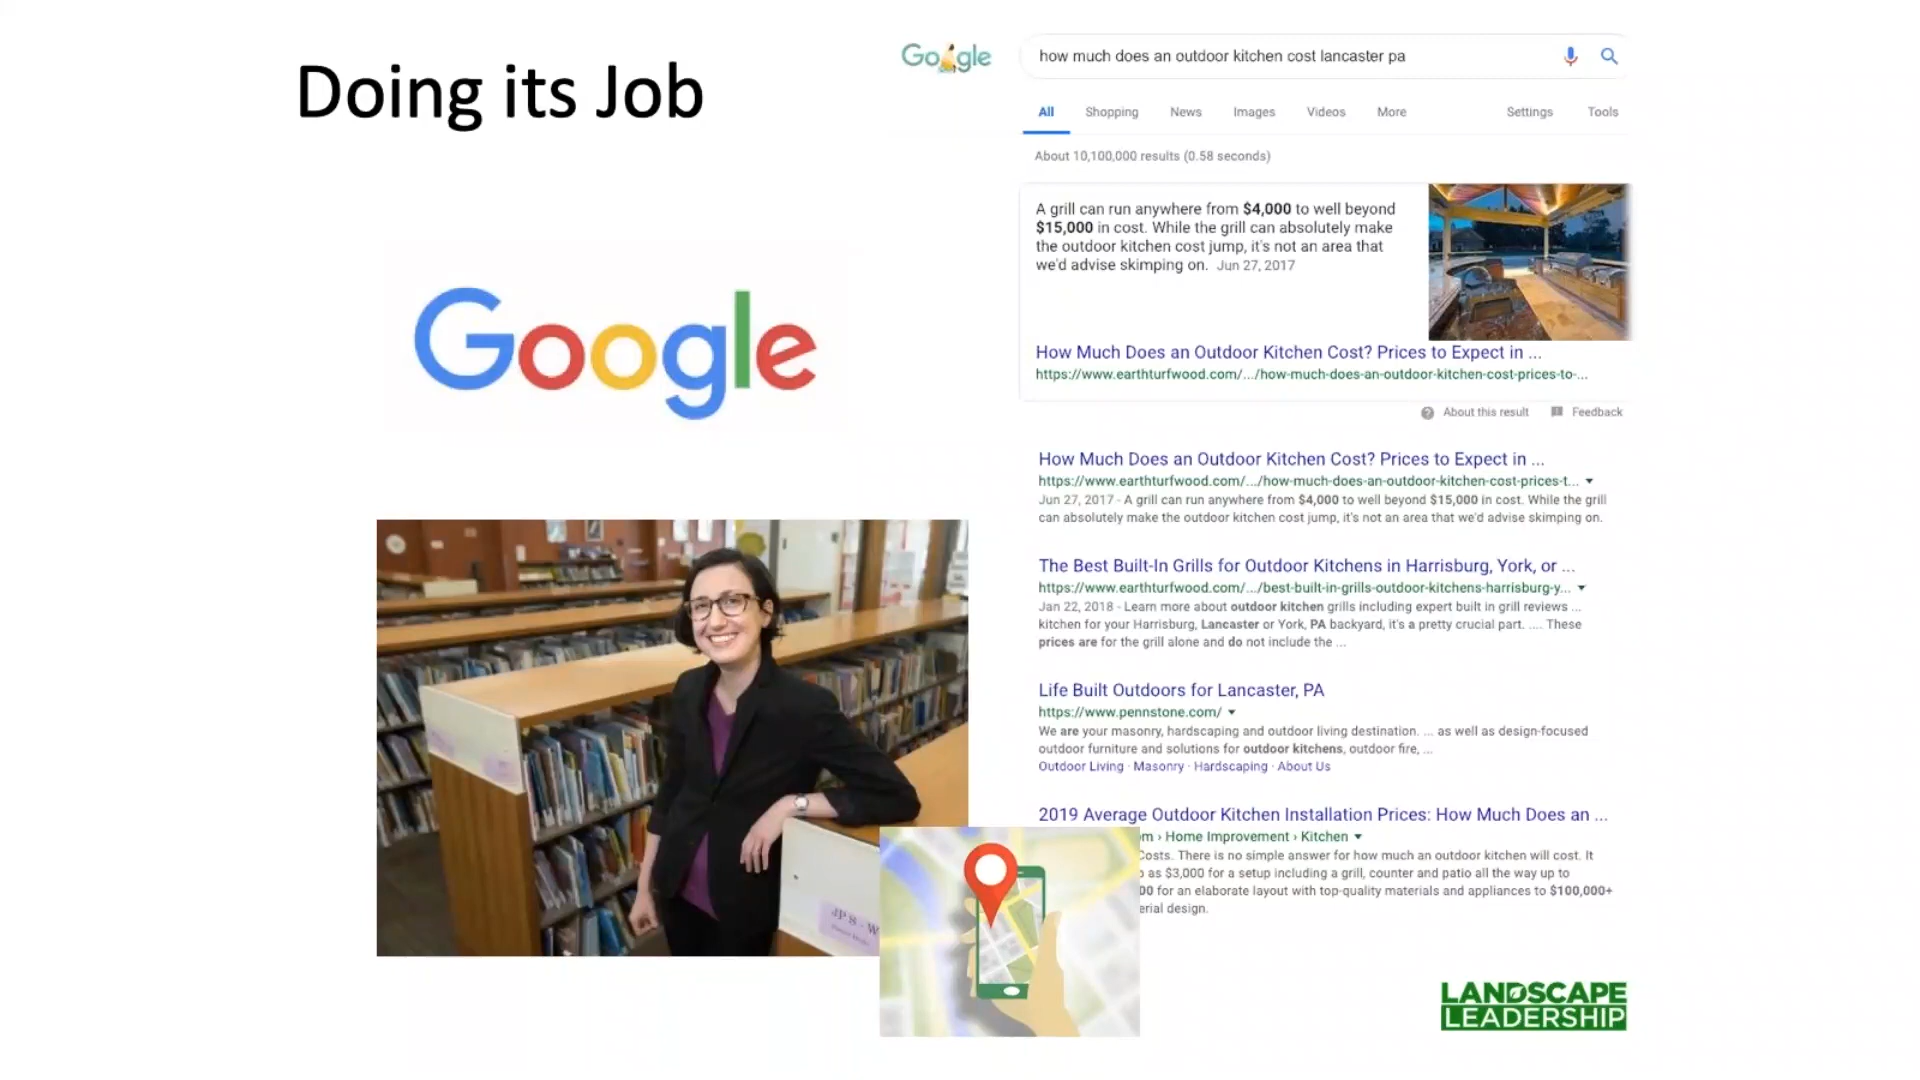 Doing its Job
Google
how much does an outdoor kitchen cost lancaster pa
All Shopping News Images Videos More Settings Tools
About 10,100,000 results (0.58 seconds)
A grill can run anywhere from $4,000 to well beyond
$15,000 in cost. While the grill can absolutely make
the outdoor kitchen cost jump, it's not an area that
we'd advise skimping on. Jun 27, 2017
How Much Does an Outdoor Kitchen Cost? Prices to Expect in ...
https://www.earthturfwood.com/.../how-much-does-an-outdoor-kitchen-cost-prices-to-...
About this result Feedback
Google
How Much Does an Outdoor Kitchen Cost? Prices to Expect in ...
https://www.earthturfwood.com/.../how-much-does-an-outdoor-kitchen-cost-prices-t...
Jun 27, 2017 - A grill can run anywhere from $4,000 to well beyond $15,000 in cost. While the grill
can absolutely make the outdoor kitchen cost jump, it's not an area that we'd advise skimping on.
The Best Built-In Grills for Outdoor Kitchens in Harrisburg, York, or ...
https://www.earthturfwood.com/.../best-built-in-grills-outdoor-kitchens-harrisburg-y...
Jan 22, 2018 - Learn more about outdoor kitchen grills including expert built in grill reviews ...
kitchen for your Harrisburg, Lancaster or York, PA backyard, it's a pretty crucial part. .... These
prices are for the grill alone and do not include the ...
Life Built Outdoors for Lancaster, PA
https://www.pennstone.com/
We are your masonry, hardscaping and outdoor living destination. ... as well as design-focused
outdoor furniture and solutions for outdoor kitchens, outdoor fire, ...
Outdoor Living · Masonry · Hardscaping · About Us
2019 Average Outdoor Kitchen Installation Prices: How Much Does an ...
om › Home Improvement › Kitchen
Costs. There is no simple answer for how much an outdoor kitchen will cost. It
as $3,000 for a setup including a grill, counter and patio all the way up to
00 for an elaborate layout with top-quality materials and appliances to $100,000+
erial design.
JP S - W
LANDSCAPE
LEADERSHIP